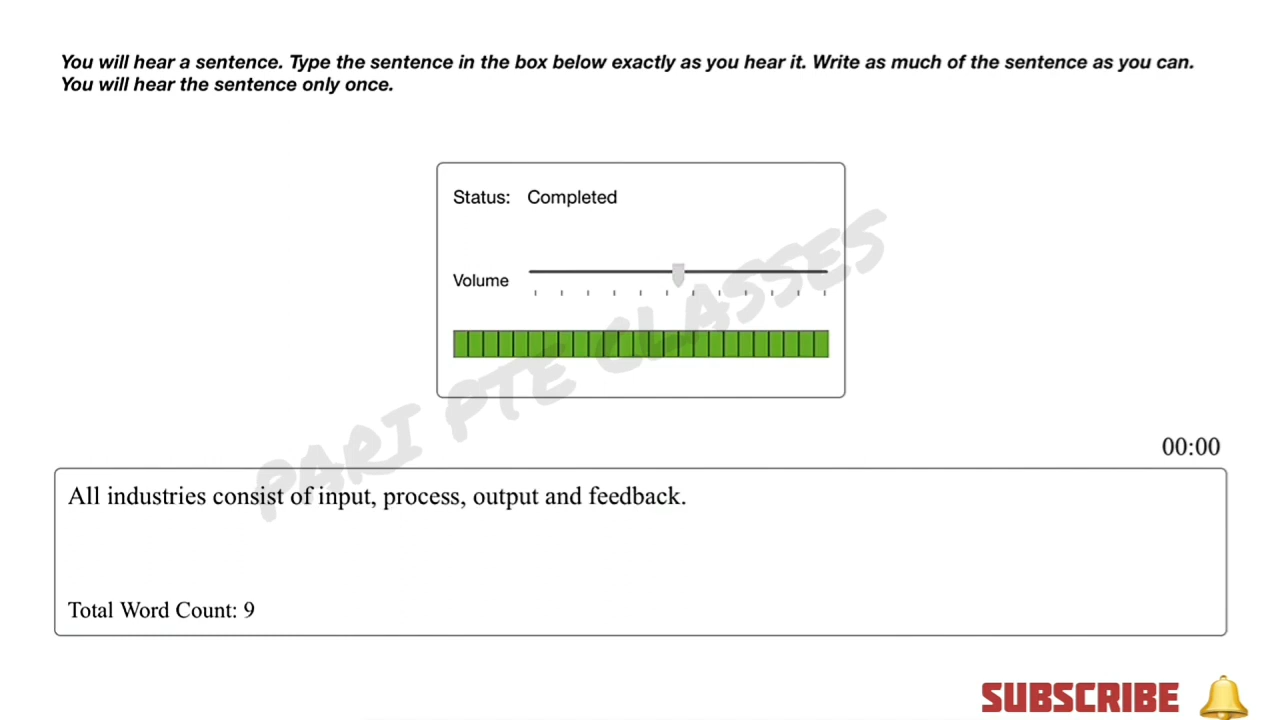 You will hear a sentence. Type the sentence in the box below exactly as you hear it. Write as much of the sentence as you can.
You will hear the sentence only once.
Status: Completed
Volume
PARI PTE CLASSES
00:00
All industries consist of input, process, output and feedback.
Total Word Count: 9
SUBSCRIBE